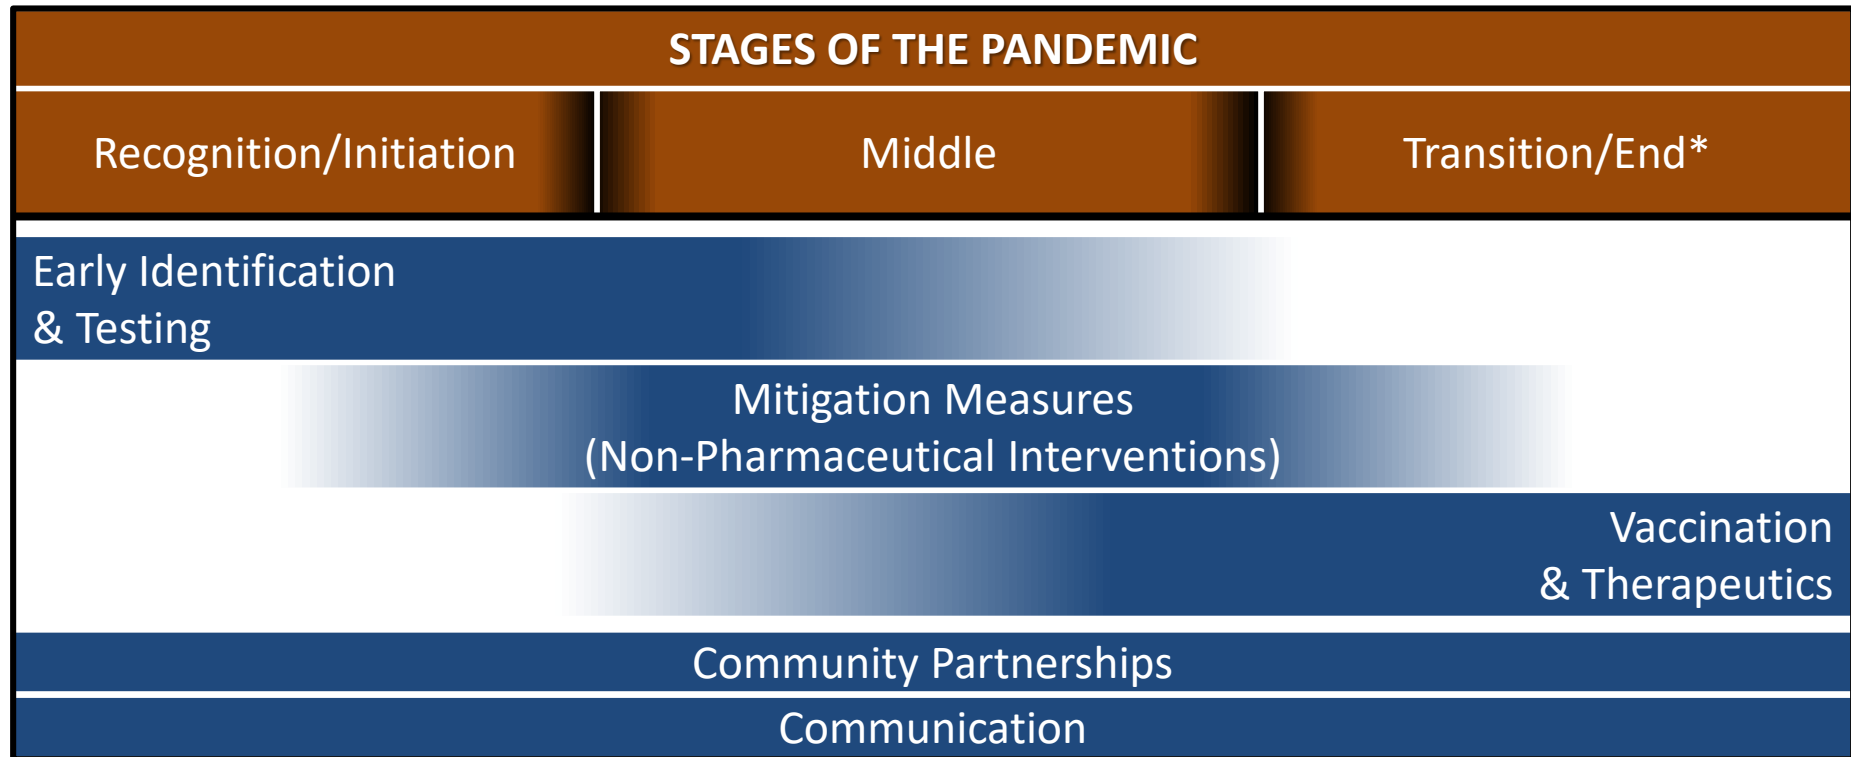 STAGES OF THE PANDEMIC
Recognition/Initiation
Middle
Transition/End*
Early Identification
& Testing
Mitigation Measures
(Non-Pharmaceutical Interventions)
Vaccination
& Therapeutics
Community Partnerships
Communication